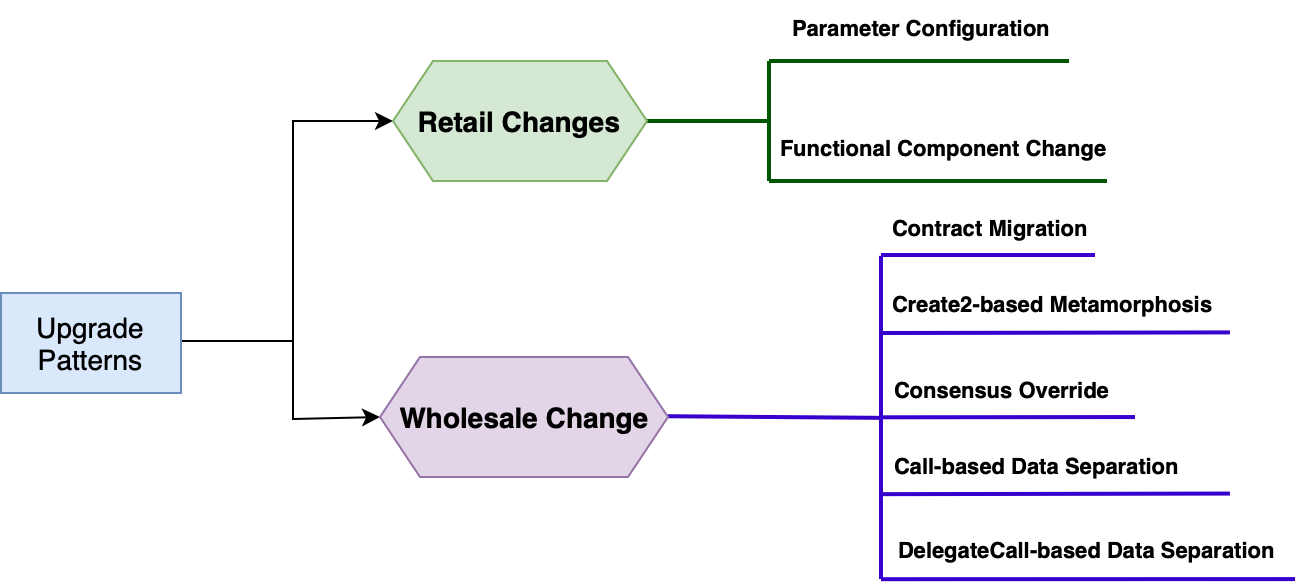 Parameter Configuration
Retail Changes
Functional Component Change
Contract Migration
Create2-based Metamorphosis
Upgrade
Patterns
Consensus Override
Wholesale Change
Call-based Data Separation
DelegateCall-based Data Separation